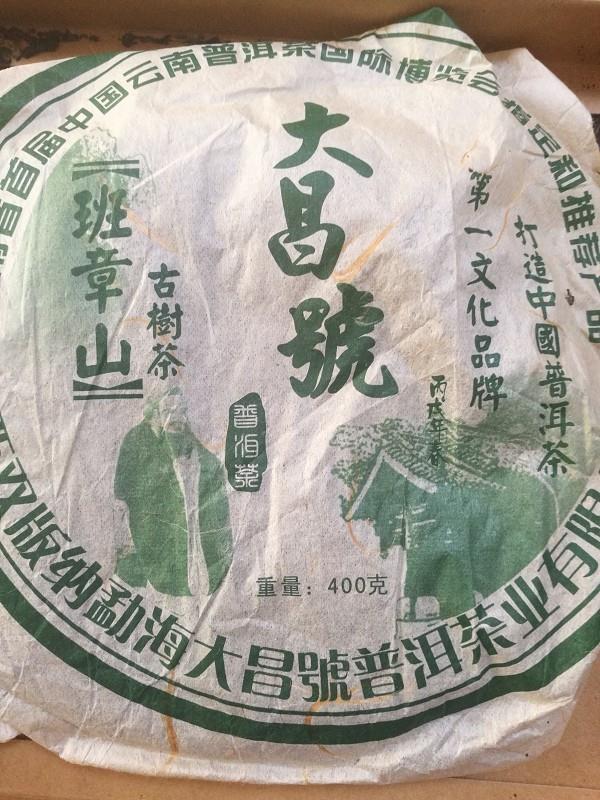 首届中国云南普洱茶国际博览会指定和推荐产品
大昌號
打造中國普洱茶
第一文化品牌
丙戌年春
【班章山】
古樹茶
普洱茶
重量：400克
双版纳勐海大昌號普洱茶业有限